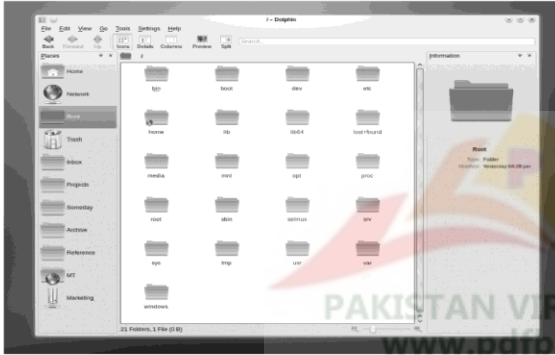 / – Dolphin
File Edit View Go Tools Settings Help
Back Forward Up Icons Details Columns Preview Split Search...
Places
/
Information
Home
Network
Root
Trash
Inbox
Projects
Someday
Archive
Reference
MT
Marketing
bin boot dev etc
home lib lib64 lost+found
media mnt opt proc
root sbin selinux srv
sys tmp usr var
windows
Root
Type: Folder
Modified: Yesterday
21 Folders, 1 File (0 B)
PAKISTAN VIR
www.pdfb